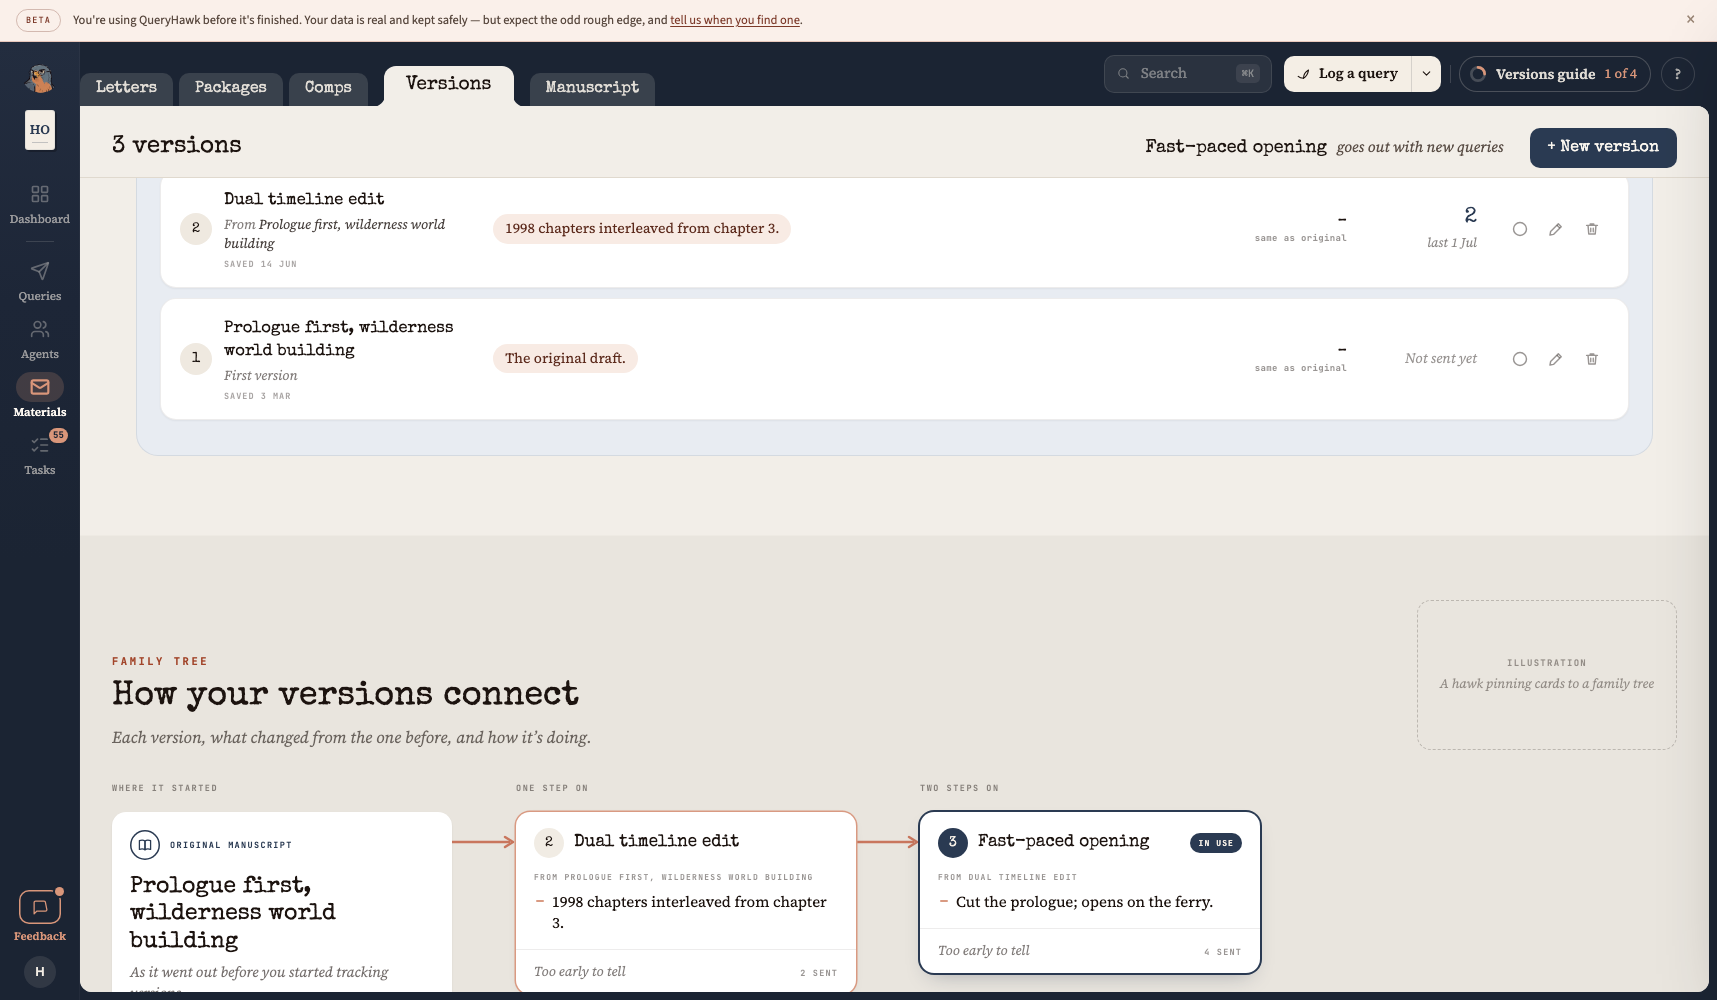 BETA You're using QueryHawk before it's finished. Your data is real and kept safely — but expect the odd rough edge, and tell us when you find one. ×
Letters Packages Comps Versions Manuscript Search ⌘K Log a query Versions guide 1 of 4 ?
HO
Dashboard
Queries
Agents
Materials
55
Tasks
Feedback
H
3 versions Fast-paced opening goes out with new queries + New version
2
Dual timeline edit
From Prologue first, wilderness world
building
SAVED 14 JUN
1998 chapters interleaved from chapter 3.
–
same as original
2
last 1 Jul
1
Prologue first, wilderness
world building
First version
SAVED 3 MAR
The original draft.
–
same as original
Not sent yet
FAMILY TREE
How your versions connect
Each version, what changed from the one before, and how it's doing.
ILLUSTRATION
A hawk pinning cards to a family tree
WHERE IT STARTED
ORIGINAL MANUSCRIPT
Prologue first,
wilderness world
building
As it went out before you started tracking
versions.
ONE STEP ON
2 Dual timeline edit
FROM PROLOGUE FIRST, WILDERNESS WORLD BUILDING
– 1998 chapters interleaved from chapter
3.
Too early to tell 2 SENT
TWO STEPS ON
3 Fast-paced opening IN USE
FROM DUAL TIMELINE EDIT
– Cut the prologue; opens on the ferry.
Too early to tell 4 SENT